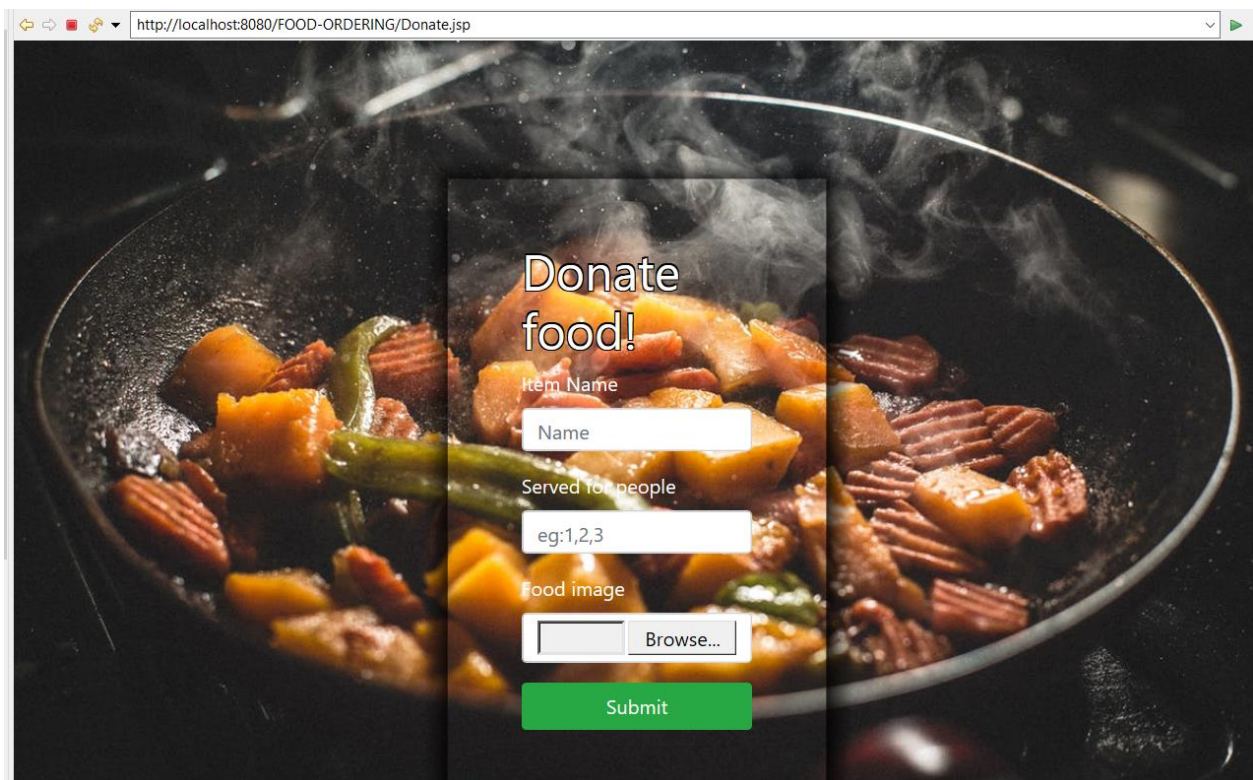 http://localhost:8080/FOOD-ORDERING/Donate.jsp
Donate
food!
Item Name
Name
Served for people
eg:1,2,3
Food image
Browse...
Submit